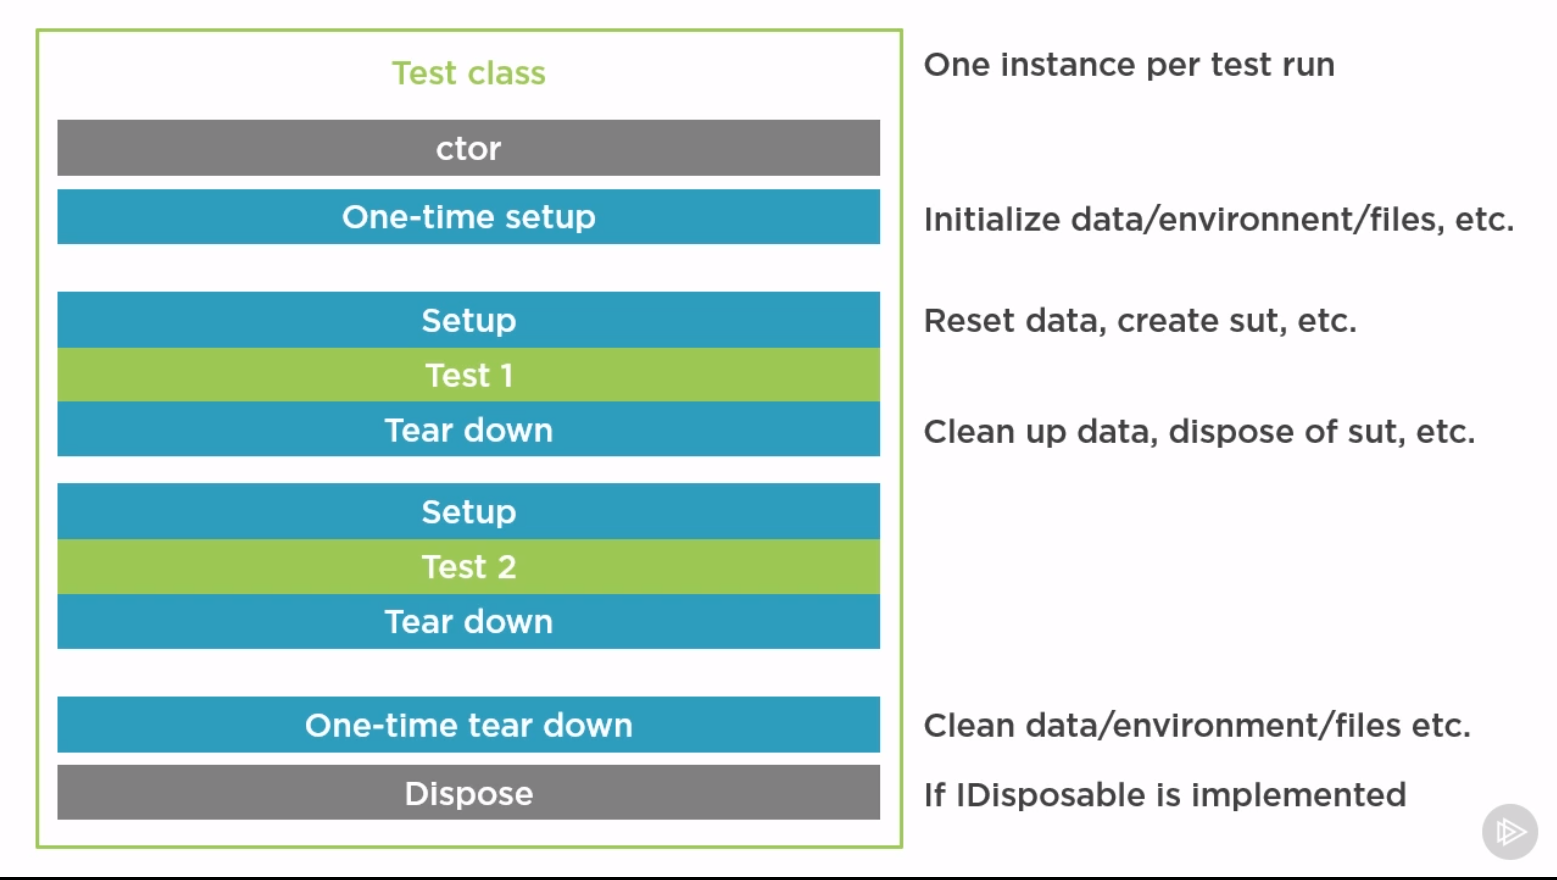 Test class
One instance per test run
ctor
One-time setup
Initialize data/environnent/files, etc.
Setup
Reset data, create sut, etc.
Test 1
Tear down
Clean up data, dispose of sut, etc.
Setup
Test 2
Tear down
One-time tear down
Clean data/environment/files etc.
Dispose
If IDisposable is implemented